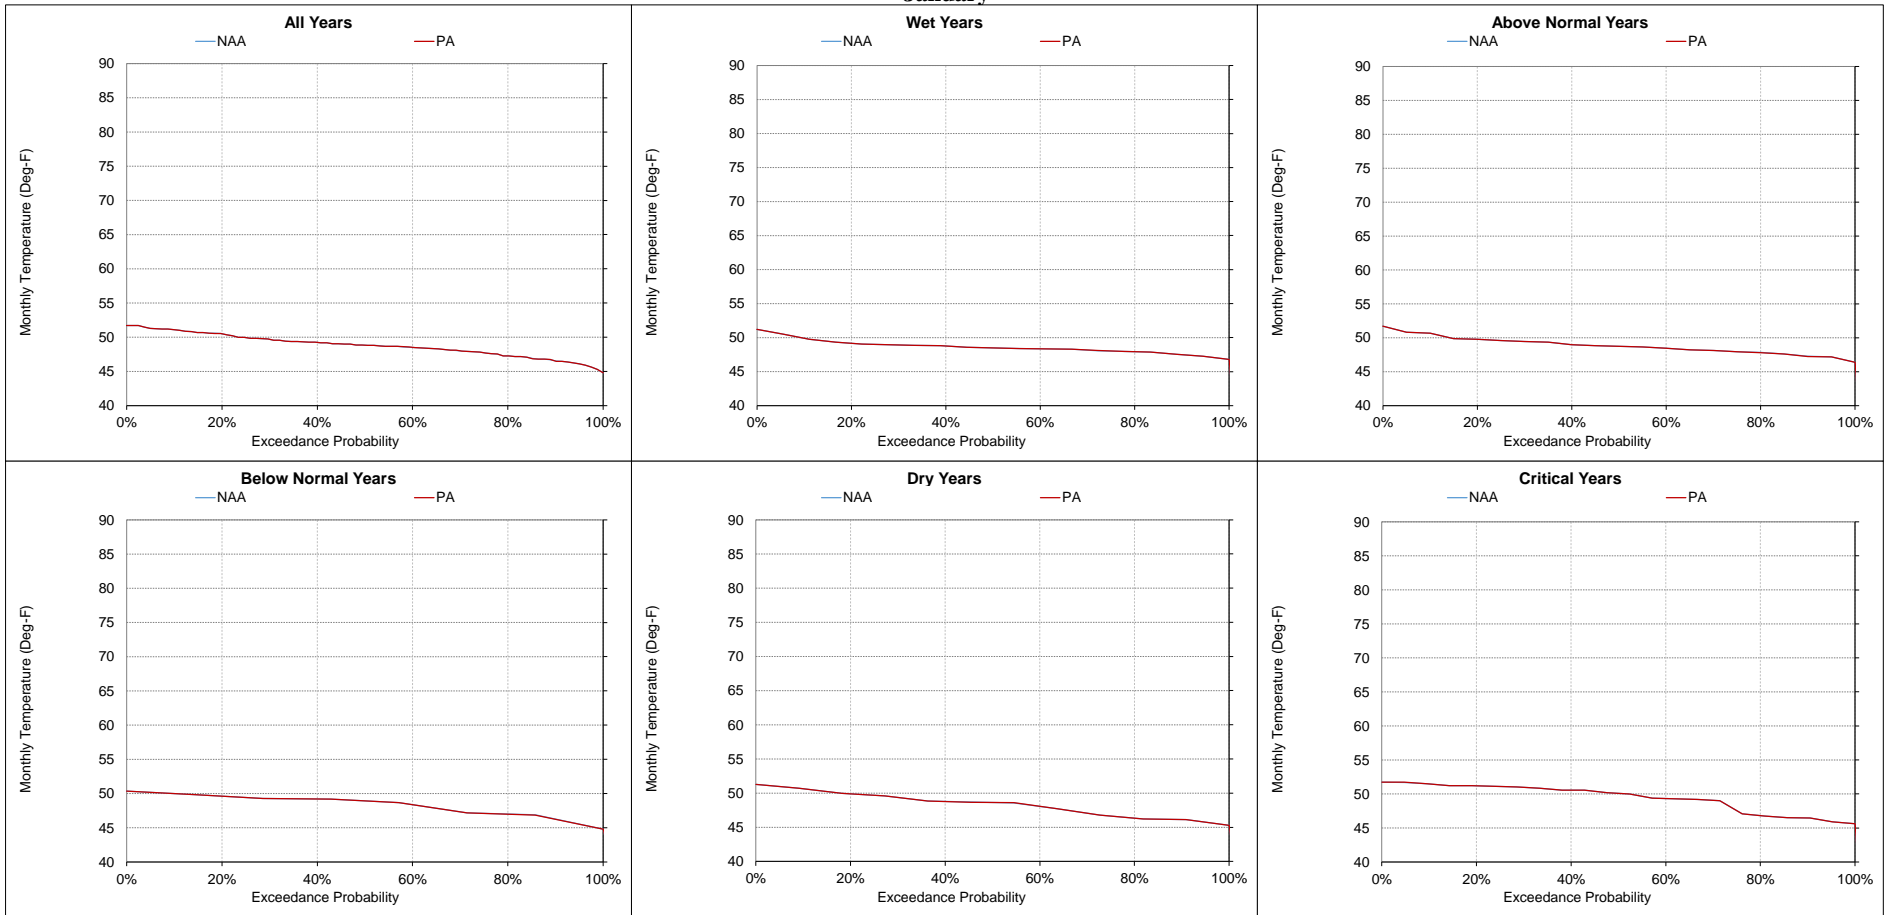 All Years
NAA PA
90
85
80
75
70
65
60
55
50
45
40
0% 20% 40% 60% 80% 100%
Monthly Temperature (Deg-F)
Exceedance Probability
Wet Years
NAA PA
90
85
80
75
70
65
60
55
50
45
40
0% 20% 40% 60% 80% 100%
Monthly Temperature (Deg-F)
Exceedance Probability
Above Normal Years
NAA PA
90
85
80
75
70
65
60
55
50
45
40
0% 20% 40% 60% 80% 100%
Monthly Temperature (Deg-F)
Exceedance Probability
Below Normal Years
NAA PA
90
85
80
75
70
65
60
55
50
45
40
0% 20% 40% 60% 80% 100%
Monthly Temperature (Deg-F)
Exceedance Probability
Dry Years
NAA PA
90
85
80
75
70
65
60
55
50
45
40
0% 20% 40% 60% 80% 100%
Monthly Temperature (Deg-F)
Exceedance Probability
Critical Years
NAA PA
90
85
80
75
70
65
60
55
50
45
40
0% 20% 40% 60% 80% 100%
Monthly Temperature (Deg-F)
Exceedance Probability